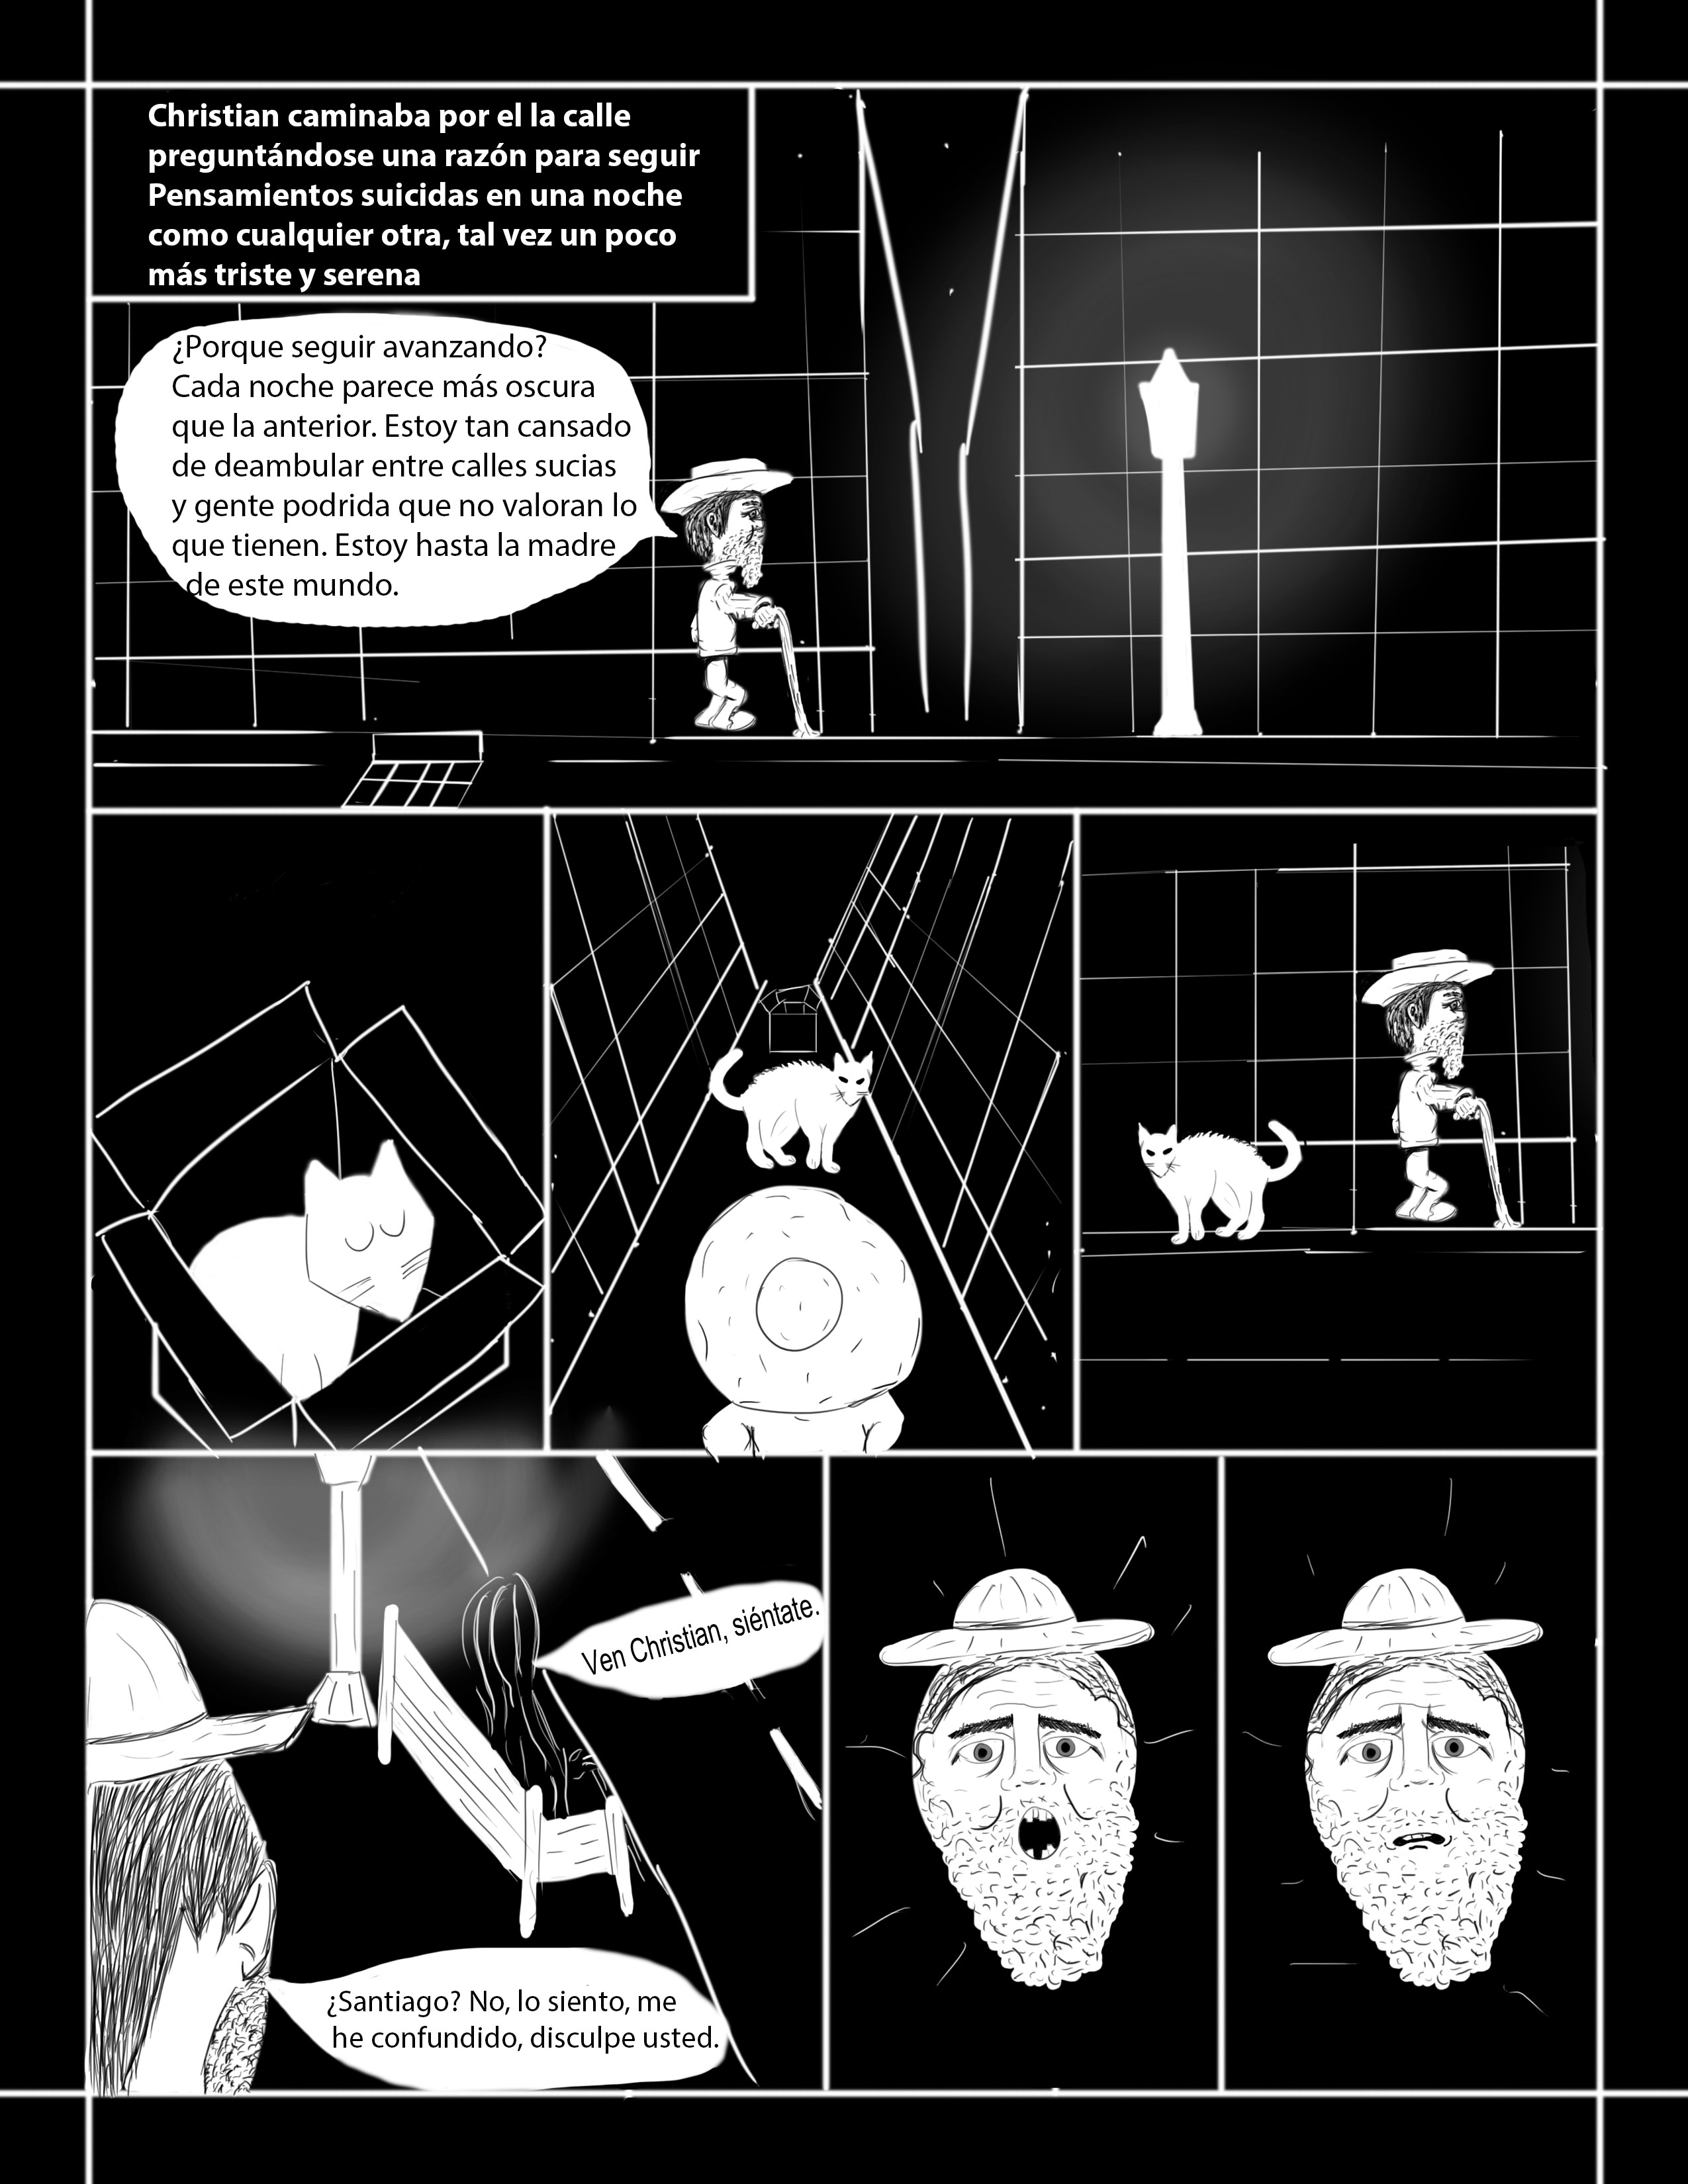 Christian caminaba por el la calle
preguntándose una razón para seguir
Pensamientos suicidas en una noche
como cualquier otra, tal vez un poco
más triste y serena
¿Porque seguir avanzando?
Cada noche parece más oscura
que la anterior. Estoy tan cansado
de deambular entre calles sucias
y gente podrida que no valoran lo
que tienen. Estoy hasta la madre
de este mundo.
Ven Christian, siéntate.
¿Santiago? No, lo siento, me
he confundido, disculpe usted.